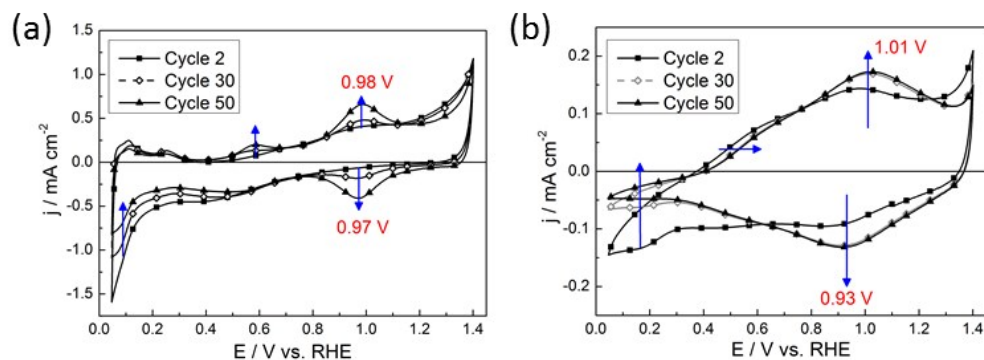 (a)
1.5
1.0
0.5
0.0
-0.5
-1.0
-1.5
j / mA cm-2
Cycle 2
Cycle 30
Cycle 50
0.98 V
0.97 V
0.0 0.2 0.4 0.6 0.8 1.0 1.2 1.4
E / V vs. RHE
(b)
0.2
0.1
0.0
-0.1
-0.2
j / mA cm-2
Cycle 2
Cycle 30
Cycle 50
1.01 V
0.93 V
0.0 0.2 0.4 0.6 0.8 1.0 1.2 1.4
E / V vs. RHE